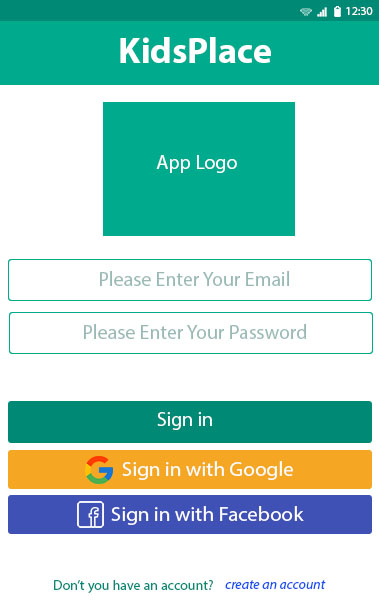 12:30
KidsPlace
App Logo
Please Enter Your Email
Please Enter Your Password
Sign in
Sign in with Google
Sign in with Facebook
Don't you have an account? create an account